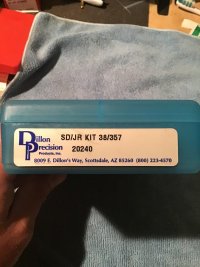 Dillon
Precision
Products, Inc.
SD/JR KIT 38/357
20240
8009 E. Dillon's Way, Scottsdale, AZ 85260 (800) 223-4570